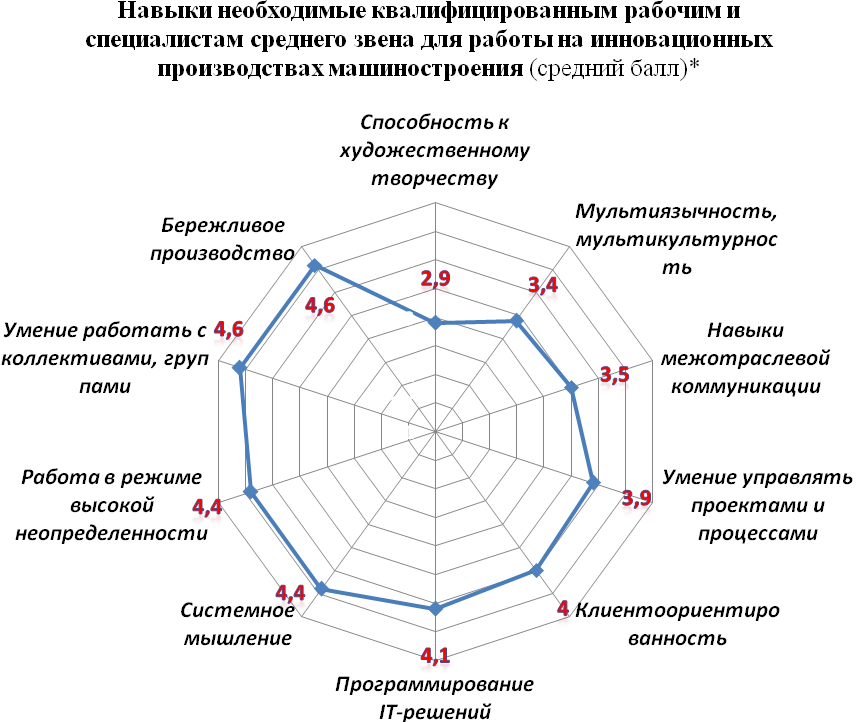 Навыки необходимые квалифицированным рабочим и
специалистам среднего звена для работы на инновационных
производствах машиностроения (средний балл)*
Способность к
художественному
творчеству
Мультиязычность,
мультикультурнос
ть
Навыки
межотраслевой
коммуникации
Умение управлять
проектами и
процессами
Клиентоориентиро
ванность
Программирование
IT-решений
Системное
мышление
Работа в режиме
высокой
неопределенности
Умение работать с
коллективами, груп
пами
Бережливое
производство
2,9
3,4
3,5
3,9
4
4,1
4,4
4,4
4,6
4,6